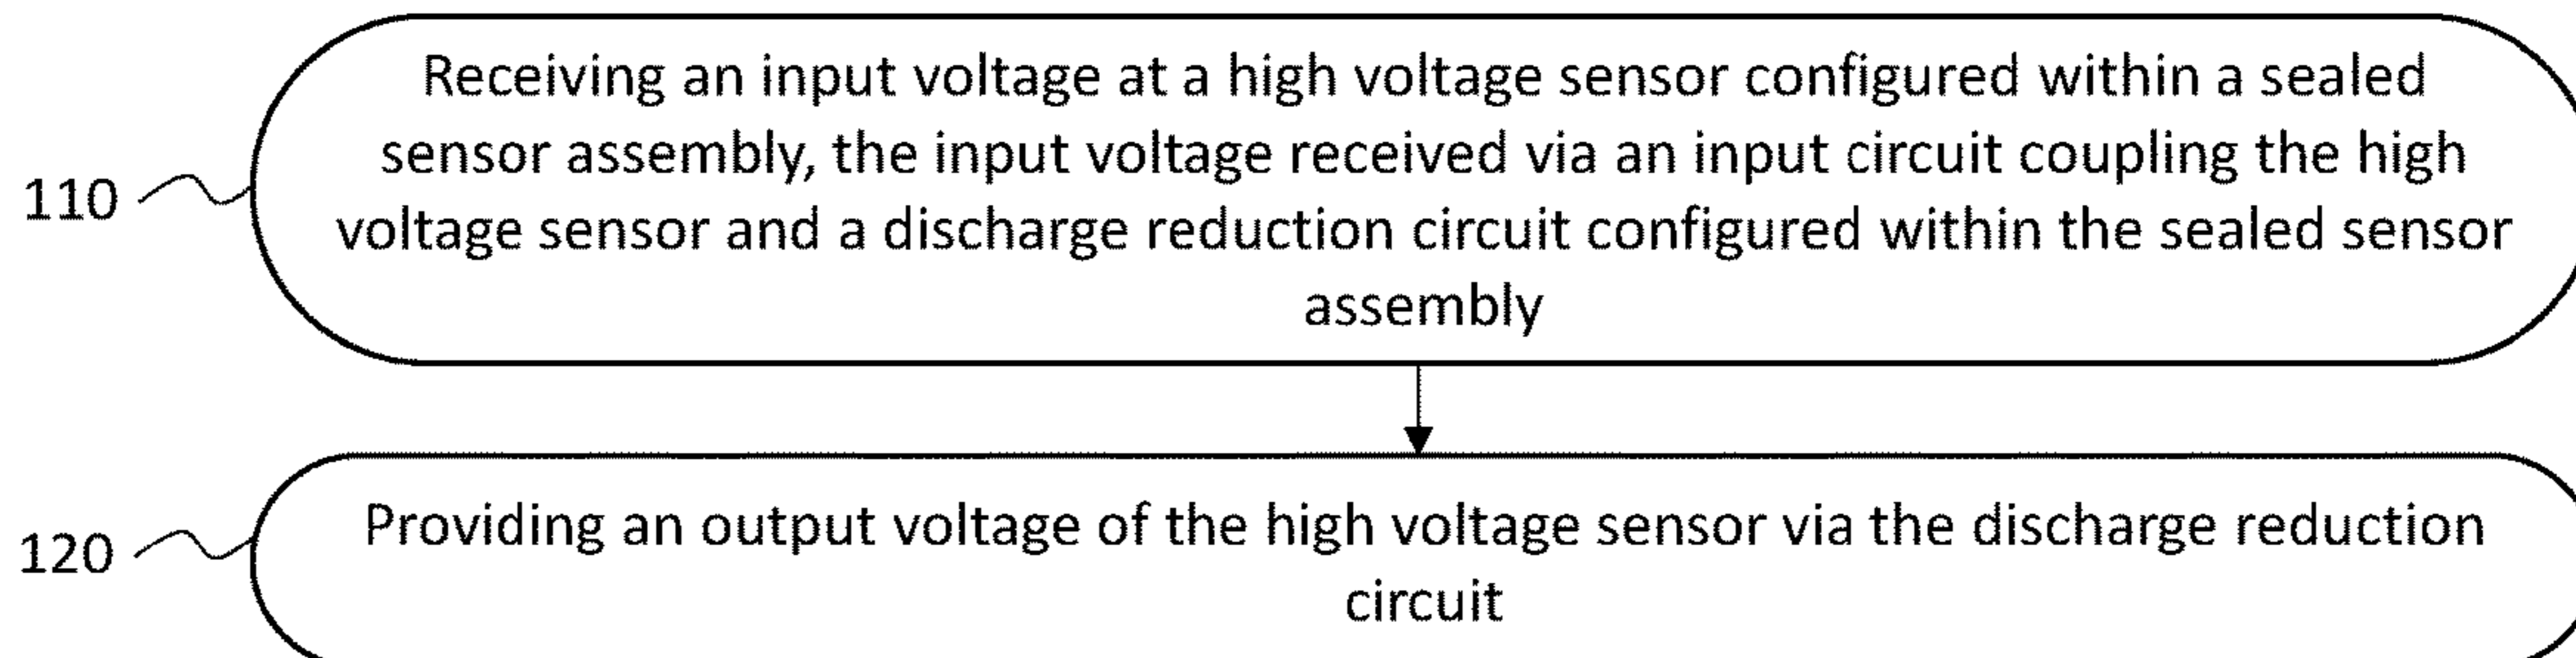 Receiving an input voltage at a high voltage sensor configured within a sealed
sensor assembly, the input voltage received via an input circuit coupling the high
110
voltage sensor and a discharge reduction circuit configured within the sealed sensor
assembly
Providing an output voltage of the high voltage sensor via the discharge reduction
120
circuit